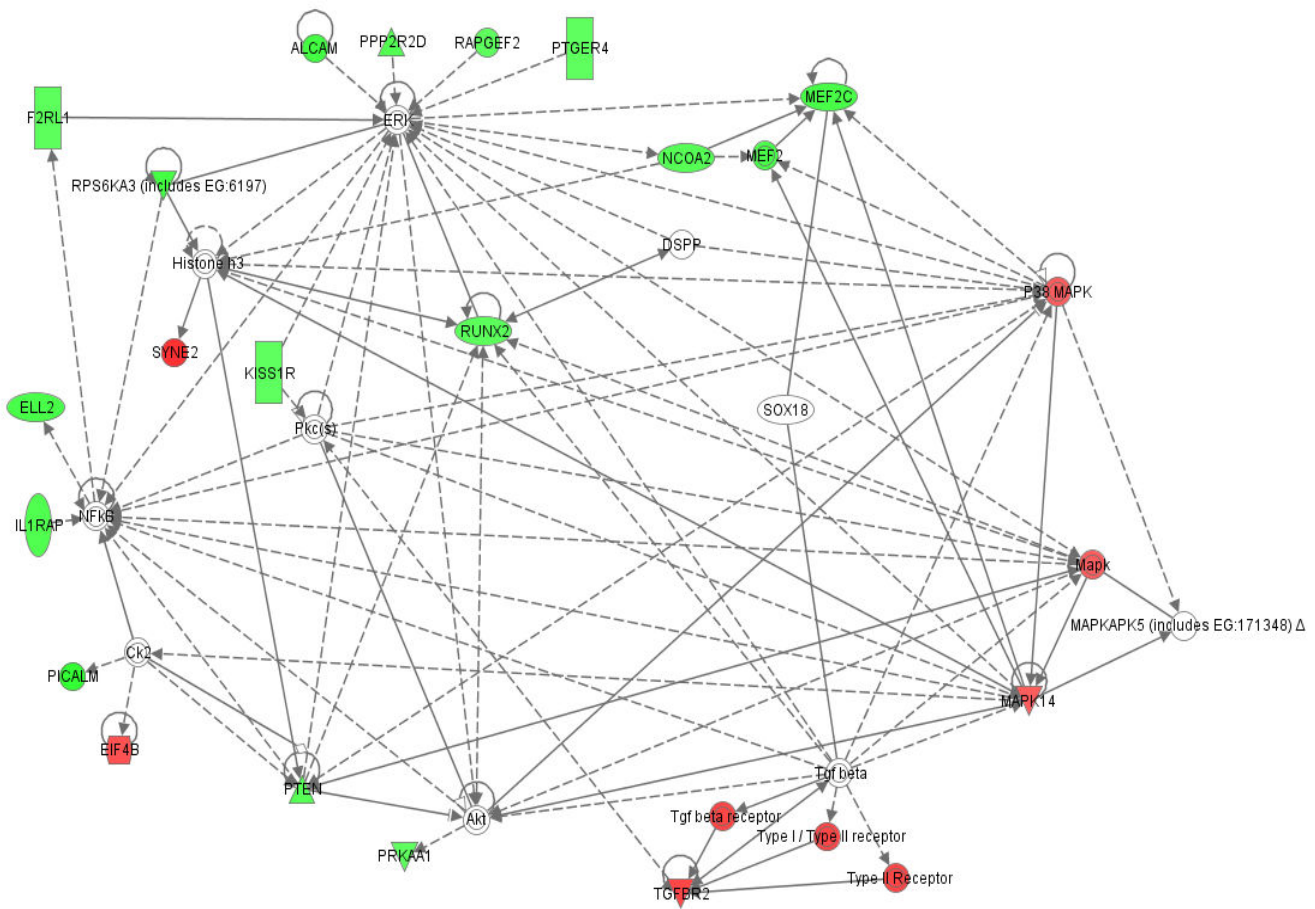 ALCAM
PPP2R2D
RAPGEF2
PTGER4
F2RL1
ERK
MEF2C
NCOA2
MEF2
RPS6KA3 (includes EG:6197)
DSPP
Histone h3
P38 MAPK
RUNX2
SYNE2
KISS1R
ELL2
SOX18
Pkc(s)
IL1RAP
NFkB
Mapk
MAPKAPK5 (includes EG:171348) Δ
Ck2
PICALM
MAPK14
EIF4B
Tgf beta
PTEN
Akt
Tgf beta receptor
Type I / Type II receptor
PRKAA1
Type II Receptor
TGFBR2